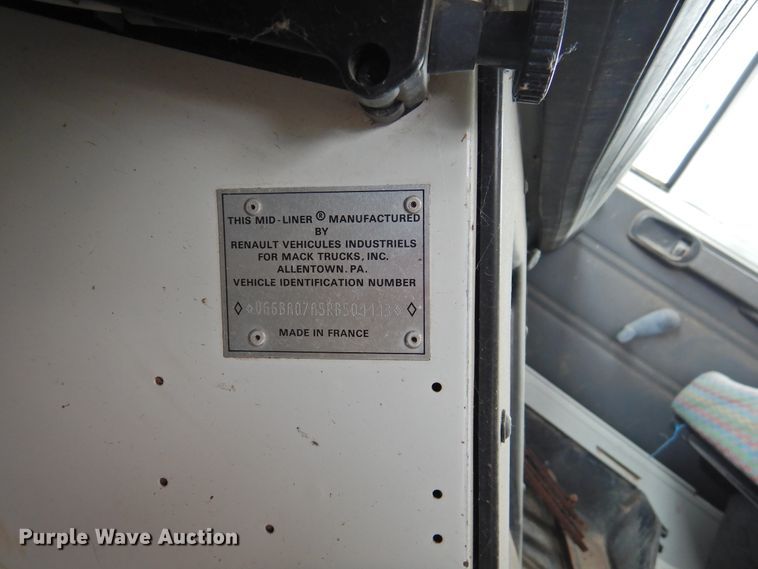 THIS MID-LINER ® MANUFACTURED
BY
RENAULT VEHICULES INDUSTRIELS
FOR MACK TRUCKS, INC.
ALLENTOWN. PA.
VEHICLE IDENTIFICATION NUMBER
MADE IN FRANCE
Purple Wave Auction